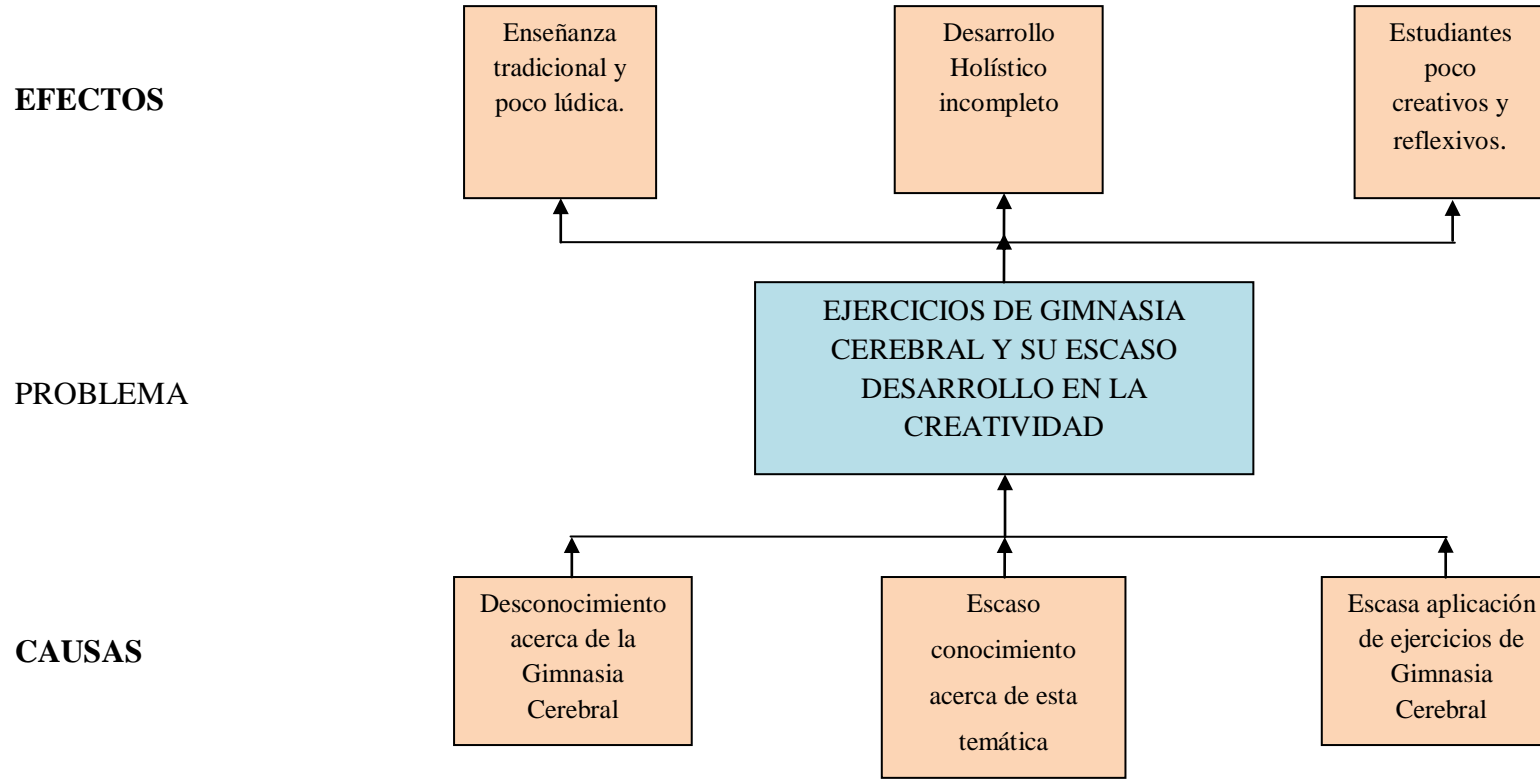 EFECTOS
Enseñanza
tradicional y
poco lúdica.
Desarrollo
Holístico
incompleto
Estudiantes
poco
creativos y
reflexivos.
PROBLEMA
EJERCICIOS DE GIMNASIA
CEREBRAL Y SU ESCASO
DESARROLLO EN LA
CREATIVIDAD
CAUSAS
Desconocimiento
acerca de la
Gimnasia
Cerebral
Escaso
conocimiento
acerca de esta
temática
Escasa aplicación
de ejercicios de
Gimnasia
Cerebral